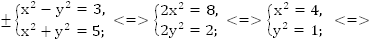 ± { x² − y² = 3, <=> { 2x² = 8, <=> { x² = 4, <=>
x² + y² = 5; 2y² = 2; y² = 1;